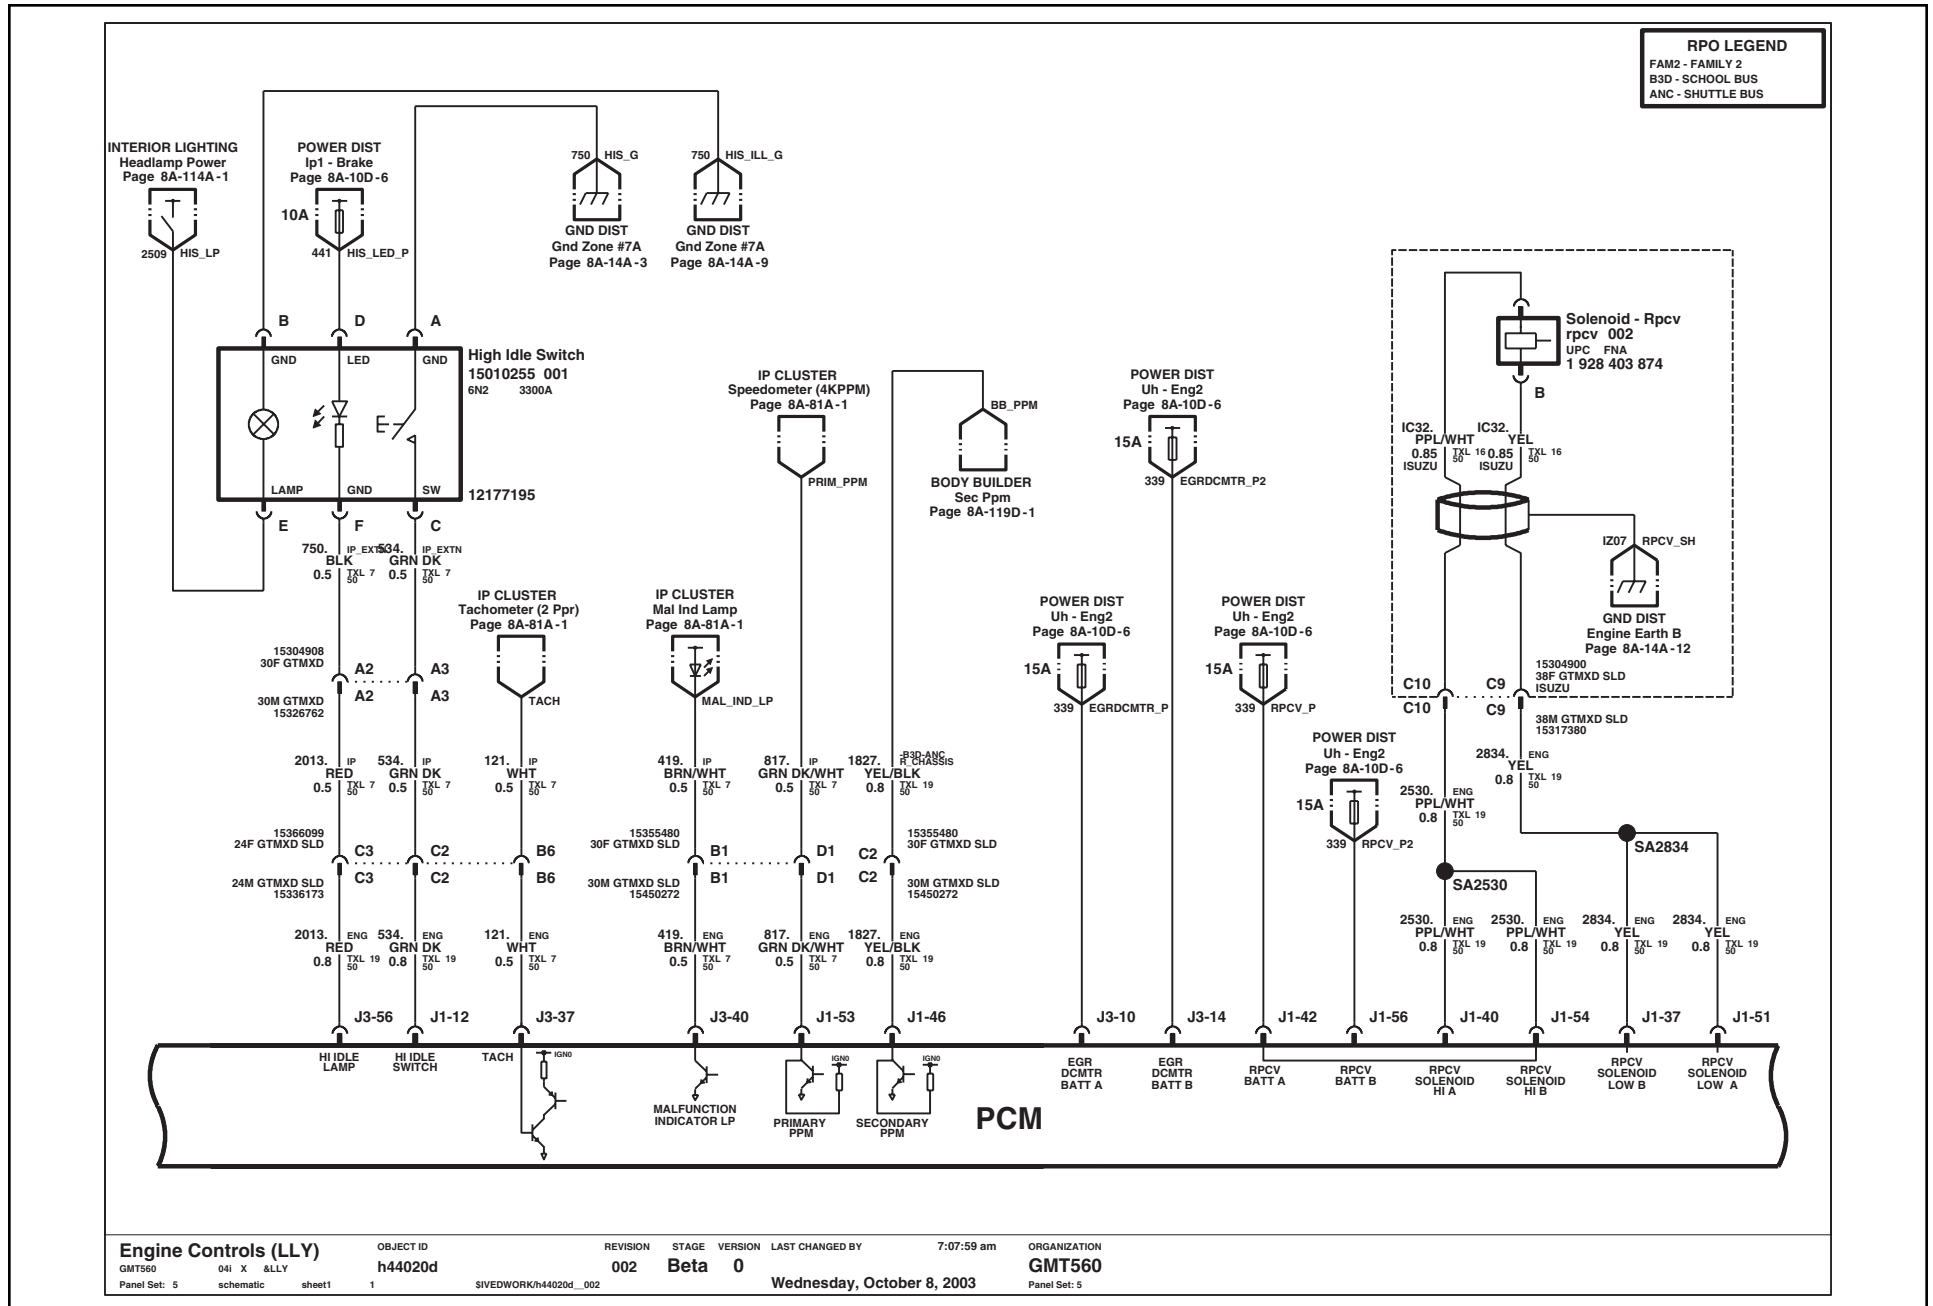 RPO LEGEND
FAM2 - FAMILY 2
B3D - SCHOOL BUS
ANC - SHUTTLE BUS
INTERIOR LIGHTING
Headlamp Power
Page 8A-114A-1
2509 HIS_LP
POWER DIST
Ip1 - Brake
Page 8A-10D-6
10A
441 HIS_LED_P
750 HIS_G
GND DIST
Gnd Zone #7A
Page 8A-14A-3
750 HIS_ILL_G
GND DIST
Gnd Zone #7A
Page 8A-14A-9
B D A
GND LED GND
High Idle Switch
15010255 001
6N2 3300A
LAMP GND SW
12177195
E F C
750. IP_EXTN
BLK
0.5 TXL 7
50
534. IP_EXTN
GRN DK
0.5 TXL 7
50
15304908
30F GTMXD
A2 A3
A2 A3
30M GTMXD
15326762
IP CLUSTER
Tachometer (2 Ppr)
Page 8A-81A-1
TACH
IP CLUSTER
Mal Ind Lamp
Page 8A-81A-1
MAL_IND_LP
IP CLUSTER
Speedometer (4KPPM)
Page 8A-81A-1
PRIM_PPM
BB_PPM
BODY BUILDER
Sec Ppm
Page 8A-119D-1
POWER DIST
Uh - Eng2
Page 8A-10D-6
15A
339 EGRDCMTR_P2
POWER DIST
Uh - Eng2
Page 8A-10D-6
15A
339 EGRDCMTR_P
POWER DIST
Uh - Eng2
Page 8A-10D-6
15A
339 RPCV_P
POWER DIST
Uh - Eng2
Page 8A-10D-6
15A
339 RPCV_P2
Solenoid - Rpcv
rpcv 002
UPC FNA
1 928 403 874
B
IC32.
PPL/WHT
0.85 TXL 16
50
ISUZU
IC32.
YEL
0.85 TXL 16
50
ISUZU
IZ07 RPCV_SH
GND DIST
Engine Earth B
Page 8A-14A-12
15304900
38F GTMXD SLD
ISUZU
C10 C9
C10 C9
38M GTMXD SLD
15317380
2013. IP
RED
0.5 TXL 7
50
534. IP
GRN DK
0.5 TXL 7
50
121. IP
WHT
0.5 TXL 7
50
419. IP
BRN/WHT
0.5 TXL 7
50
817. IP
GRN DK/WHT
0.5 TXL 7
50
-B3D-ANC
1827. R_CHASSIS
YEL/BLK
0.8 TXL 19
50
2834. ENG
YEL
0.8 TXL 19
50
2530. ENG
PPL/WHT
0.8 TXL 19
50
15366099
24F GTMXD SLD
C3 C2 B6
C3 C2 B6
24M GTMXD SLD
15336173
15355480
30F GTMXD SLD
B1 D1
B1 D1
30M GTMXD SLD
15450272
15355480
30F GTMXD SLD
C2
C2
30M GTMXD SLD
15450272
SA2834
SA2530
2013. ENG
RED
0.8 TXL 19
50
534. ENG
GRN DK
0.8 TXL 19
50
121. ENG
WHT
0.5 TXL 7
50
419. ENG
BRN/WHT
0.5 TXL 7
50
817. ENG
GRN DK/WHT
0.5 TXL 7
50
1827. ENG
YEL/BLK
0.8 TXL 19
50
2530. ENG
PPL/WHT
0.8 TXL 19
50
2530. ENG
PPL/WHT
0.8 TXL 19
50
2834. ENG
YEL
0.8 TXL 19
50
2834. ENG
YEL
0.8 TXL 19
50
J3-56 J1-12 J3-37 J3-40 J1-53 J1-46 J3-10 J3-14 J1-42 J1-56 J1-40 J1-54 J1-37 J1-51
HI IDLE
LAMP
HI IDLE
SWITCH
TACH
IGN0
MALFUNCTION
INDICATOR LP
IGN0
PRIMARY
PPM
IGN0
SECONDARY
PPM
PCM
EGR
DCMTR
BATT A
EGR
DCMTR
BATT B
RPCV
BATT A
RPCV
BATT B
RPCV
SOLENOID
HI A
RPCV
SOLENOID
HI B
RPCV
SOLENOID
LOW B
RPCV
SOLENOID
LOW A
Engine Controls (LLY)
GMT560 04i X &LLY
Panel Set: 5 schematic sheet1 1
OBJECT ID
h44020d
$IVEDWORK/h44020d__002
REVISION
002
STAGE
Beta
VERSION
0
LAST CHANGED BY 7:07:59 am
Wednesday, October 8, 2003
ORGANIZATION
GMT560
Panel Set: 5